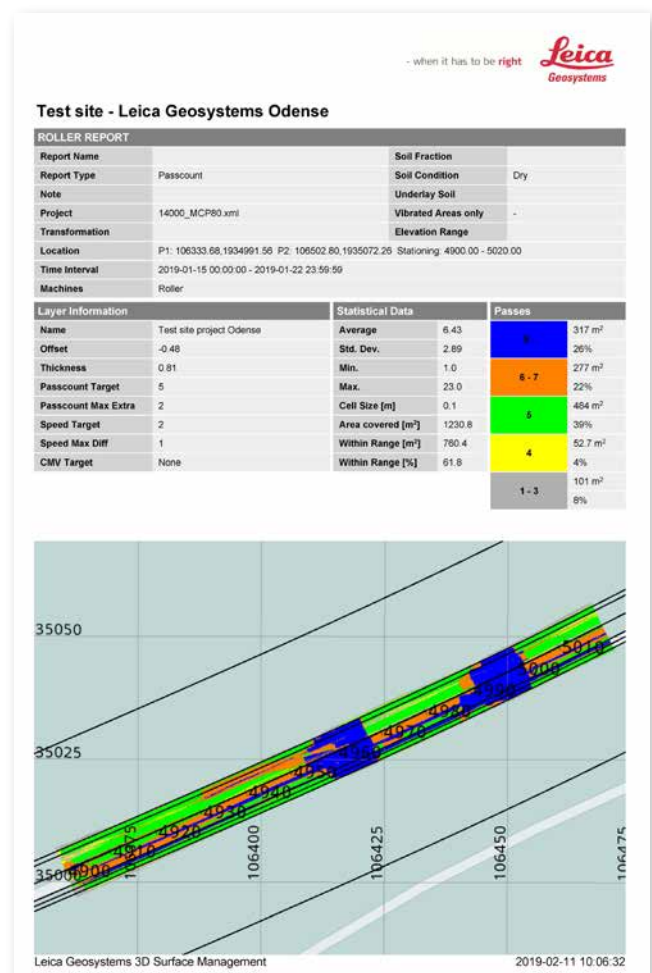 - when it has to be right
Leica
Geosystems
Test site - Leica Geosystems Odense
ROLLER REPORT
Report Name
Soil Fraction
Report Type Passcount
Soil Condition Dry
Note
Underlay Soil
Project 14000_MCP80.xml
Vibrated Areas only -
Transformation
Elevation Range
Location P1: 106333.68,1934991.56 P2: 106502.80,1935072.26 Stationing: 4900.00 - 5020.00
Time Interval 2019-01-15 00:00:00 - 2019-01-22 23:59:59
Machines Roller
Layer Information
Name Test site project Odense
Offset -0.48
Thickness 0.81
Passcount Target 5
Passcount Max Extra 2
Speed Target 2
Speed Max Diff 1
CMV Target None
Statistical Data
Average 6.43
Std. Dev. 2.89
Min. 1.0
Max. 23.0
Cell Size [m] 0.1
Area covered [m²] 1230.8
Within Range [m²] 760.4
Within Range [%] 61.8
Passes
317 m²
26%
6 - 7 277 m²
22%
5 484 m²
39%
4 52.7 m²
4%
1 - 3 101 m²
8%
35050
35025
4900
4910
4920
4930
4940
4950
4960
4970
4980
4990
5000
5010
106400
106425
106450
106475
Leica Geosystems 3D Surface Management
2019-02-11 10:06:32